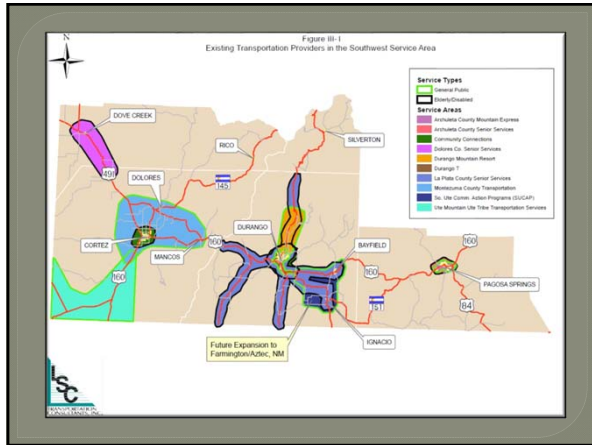 Figure III-1
Existing Transportation Providers in the Southwest Service Area
N
Service Types
General Public
Elderly/Disabled
Service Areas
Archuleta County Mountain Express
Archuleta County Senior Services
Community Connections
Dolores Co. Senior Services
Durango Mountain Resort
Durango T
La Plata County Senior Services
Montezuma County Transportation
So. Ute Comm. Action Programs (SUCAP)
Ute Mountain Ute Tribe Transportation Services
DOVE CREEK
RICO
SILVERTON
491
DOLORES
145
CORTEZ
DURANGO
160
MANCOS
BAYFIELD
160
160
160
PAGOSA SPRINGS
151
84
IGNACIO
Future Expansion to
Farmington/Aztec, NM
LSC
TRANSPORTATION
CONSULTANTS, INC.